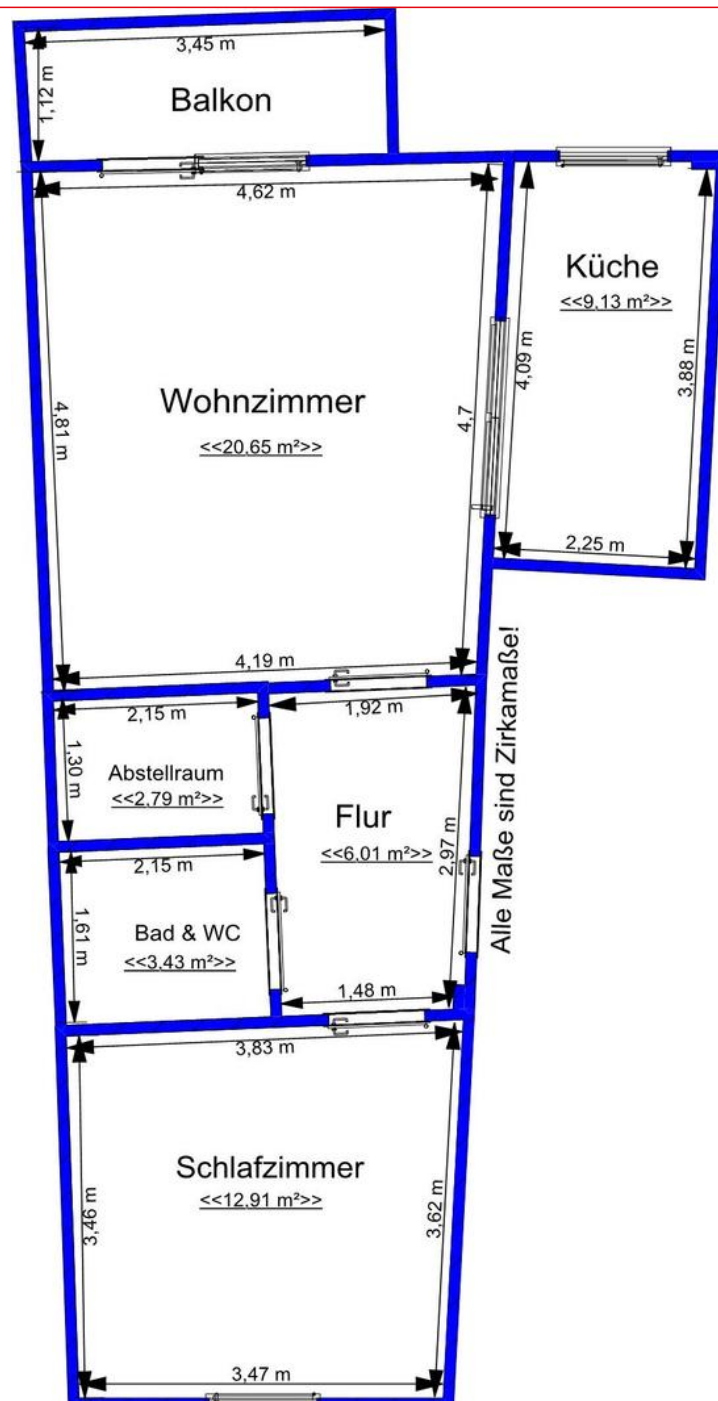 3,45 m
1,12 m
Balkon
4,62 m
Küche
<<9.13 m²>>
4,09 m
3,88 m
Wohnzimmer
<<20.65 m²>>
4,81 m
4,7
2,25 m
4,19 m
Alle Maße sind Zirkamaße!
2,15 m
1,92 m
1,30 m
Abstellraum
<<2.79 m²>>
Flur
<<6.01 m²>>
2,97 m
2,15 m
1,61 m
Bad & WC
<<3.43 m²>>
1,48 m
3,83 m
Schlafzimmer
<<12.91 m²>>
3,46 m
3,62 m
3,47 m